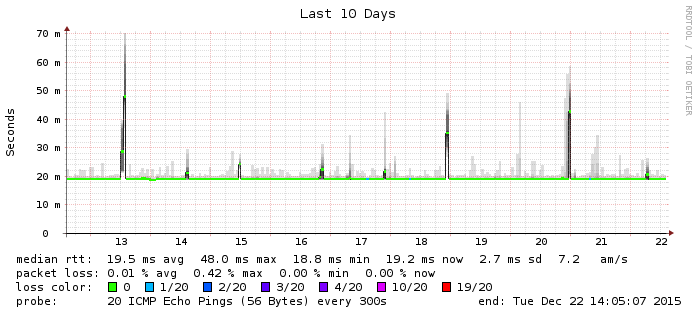 Last 10 Days
RRDTOOL / TOBI OETIKER
Seconds
70 m
60 m
50 m
40 m
30 m
20 m
10 m
0
13 14 15 16 17 18 19 20 21 22
median rtt: 19.5 ms avg 48.0 ms max 18.8 ms min 19.2 ms now 2.7 ms sd 7.2 am/s
packet loss: 0.01 % avg 0.42 % max 0.00 % min 0.00 % now
loss color: 0 1/20 2/20 3/20 4/20 10/20 19/20
probe: 20 ICMP Echo Pings (56 Bytes) every 300s end: Tue Dec 22 14:05:07 2015